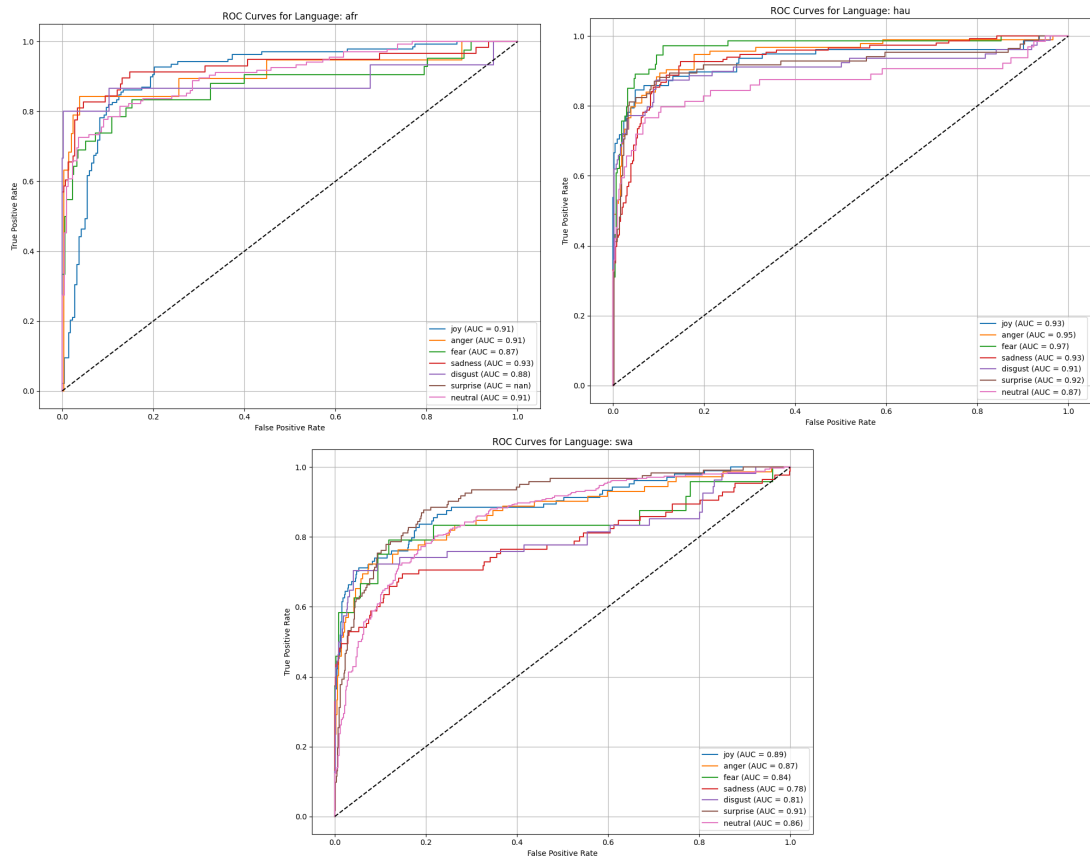 ROC Curves for Language: afr
True Positive Rate
1.0
0.8
0.6
0.4
0.2
0.0
joy (AUC = 0.91)
anger (AUC = 0.91)
fear (AUC = 0.87)
sadness (AUC = 0.93)
disgust (AUC = 0.88)
surprise (AUC = nan)
neutral (AUC = 0.91)
0.0 0.2 0.4 0.6 0.8 1.0
False Positive Rate
ROC Curves for Language: hau
True Positive Rate
1.0
0.8
0.6
0.4
0.2
0.0
joy (AUC = 0.93)
anger (AUC = 0.95)
fear (AUC = 0.97)
sadness (AUC = 0.93)
disgust (AUC = 0.91)
surprise (AUC = 0.92)
neutral (AUC = 0.87)
0.0 0.2 0.4 0.6 0.8 1.0
False Positive Rate
ROC Curves for Language: swa
True Positive Rate
1.0
0.8
0.6
0.4
0.2
0.0
joy (AUC = 0.89)
anger (AUC = 0.87)
fear (AUC = 0.84)
sadness (AUC = 0.78)
disgust (AUC = 0.81)
surprise (AUC = 0.91)
neutral (AUC = 0.86)
0.0 0.2 0.4 0.6 0.8 1.0
False Positive Rate